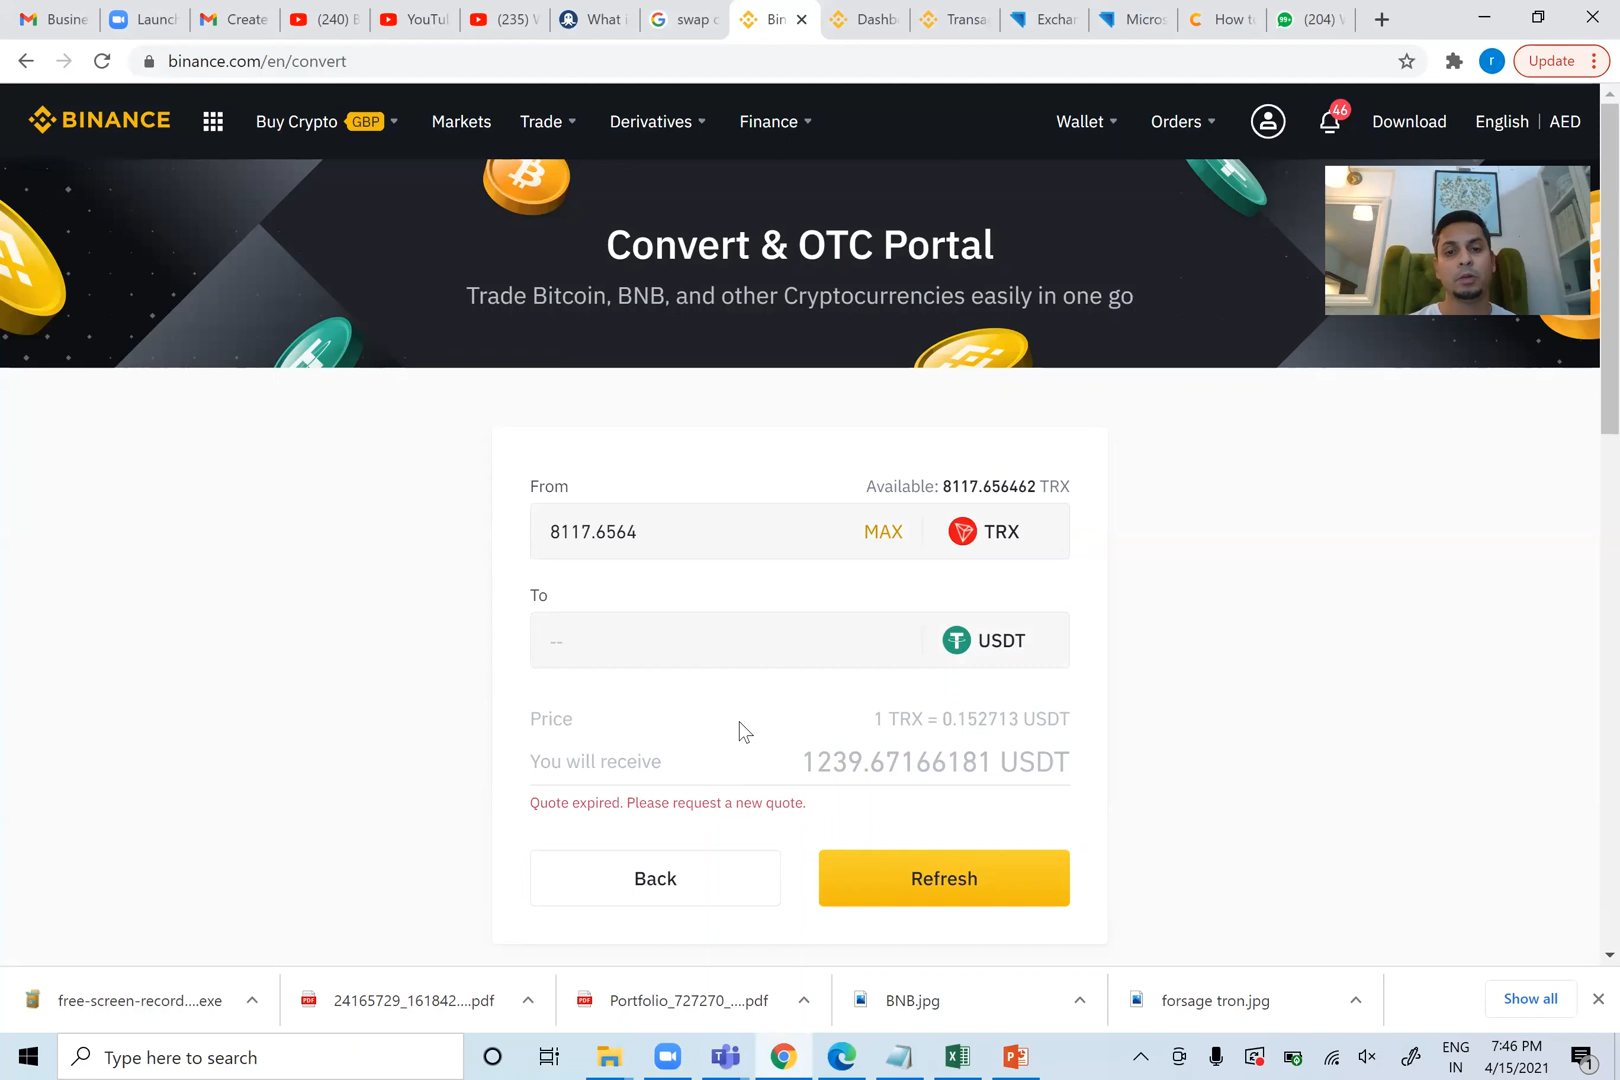 Busine
Launc
Create
(240) B
YouTu
(235) V
What i
swap c
Bin
Dashb
Transa
Exchar
Micros
How to
99+
(204) V
binance.com/en/convert
Update
BINANCE
Buy Crypto GBP
Markets
Trade
Derivatives
Finance
Wallet
Orders
46
Download
English | AED
Convert & OTC Portal
Trade Bitcoin, BNB, and other Cryptocurrencies easily in one go
From
Available: 8117.656462 TRX
8117.6564
MAX
TRX
To
--
USDT
Price
1 TRX = 0.152713 USDT
You will receive
1239.67166181 USDT
Quote expired. Please request a new quote.
Back
Refresh
free-screen-record....exe
24165729_161842....pdf
Portfolio_727270_....pdf
BNB.jpg
forsage tron.jpg
Show all
Type here to search
ENG
IN
7:46 PM
4/15/2021
1